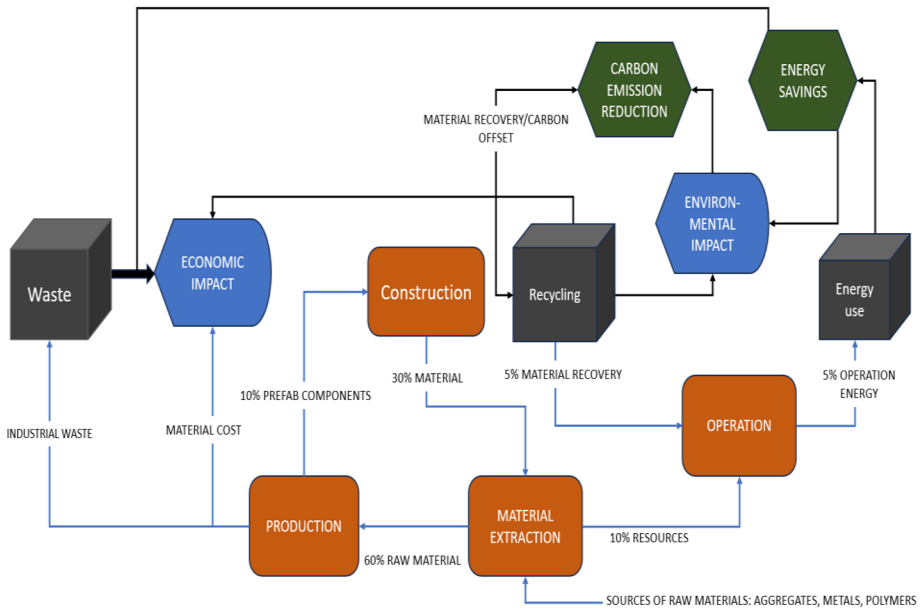 CARBON
EMISSION
REDUCTION
ENERGY
SAVINGS
MATERIAL RECOVERY/CARBON
OFFSET
ENVIRON-
MENTAL
IMPACT
ECONOMIC
IMPACT
Waste
Construction
Recycling
Energy
use
30% MATERIAL
5% MATERIAL RECOVERY
5% OPERATION
ENERGY
10% PREFAB COMPONENTS
INDUSTRIAL WASTE
MATERIAL COST
OPERATION
PRODUCTION
MATERIAL
EXTRACTION
10% RESOURCES
60% RAW MATERIAL
SOURCES OF RAW MATERIALS: AGGREGATES, METALS, POLYMERS